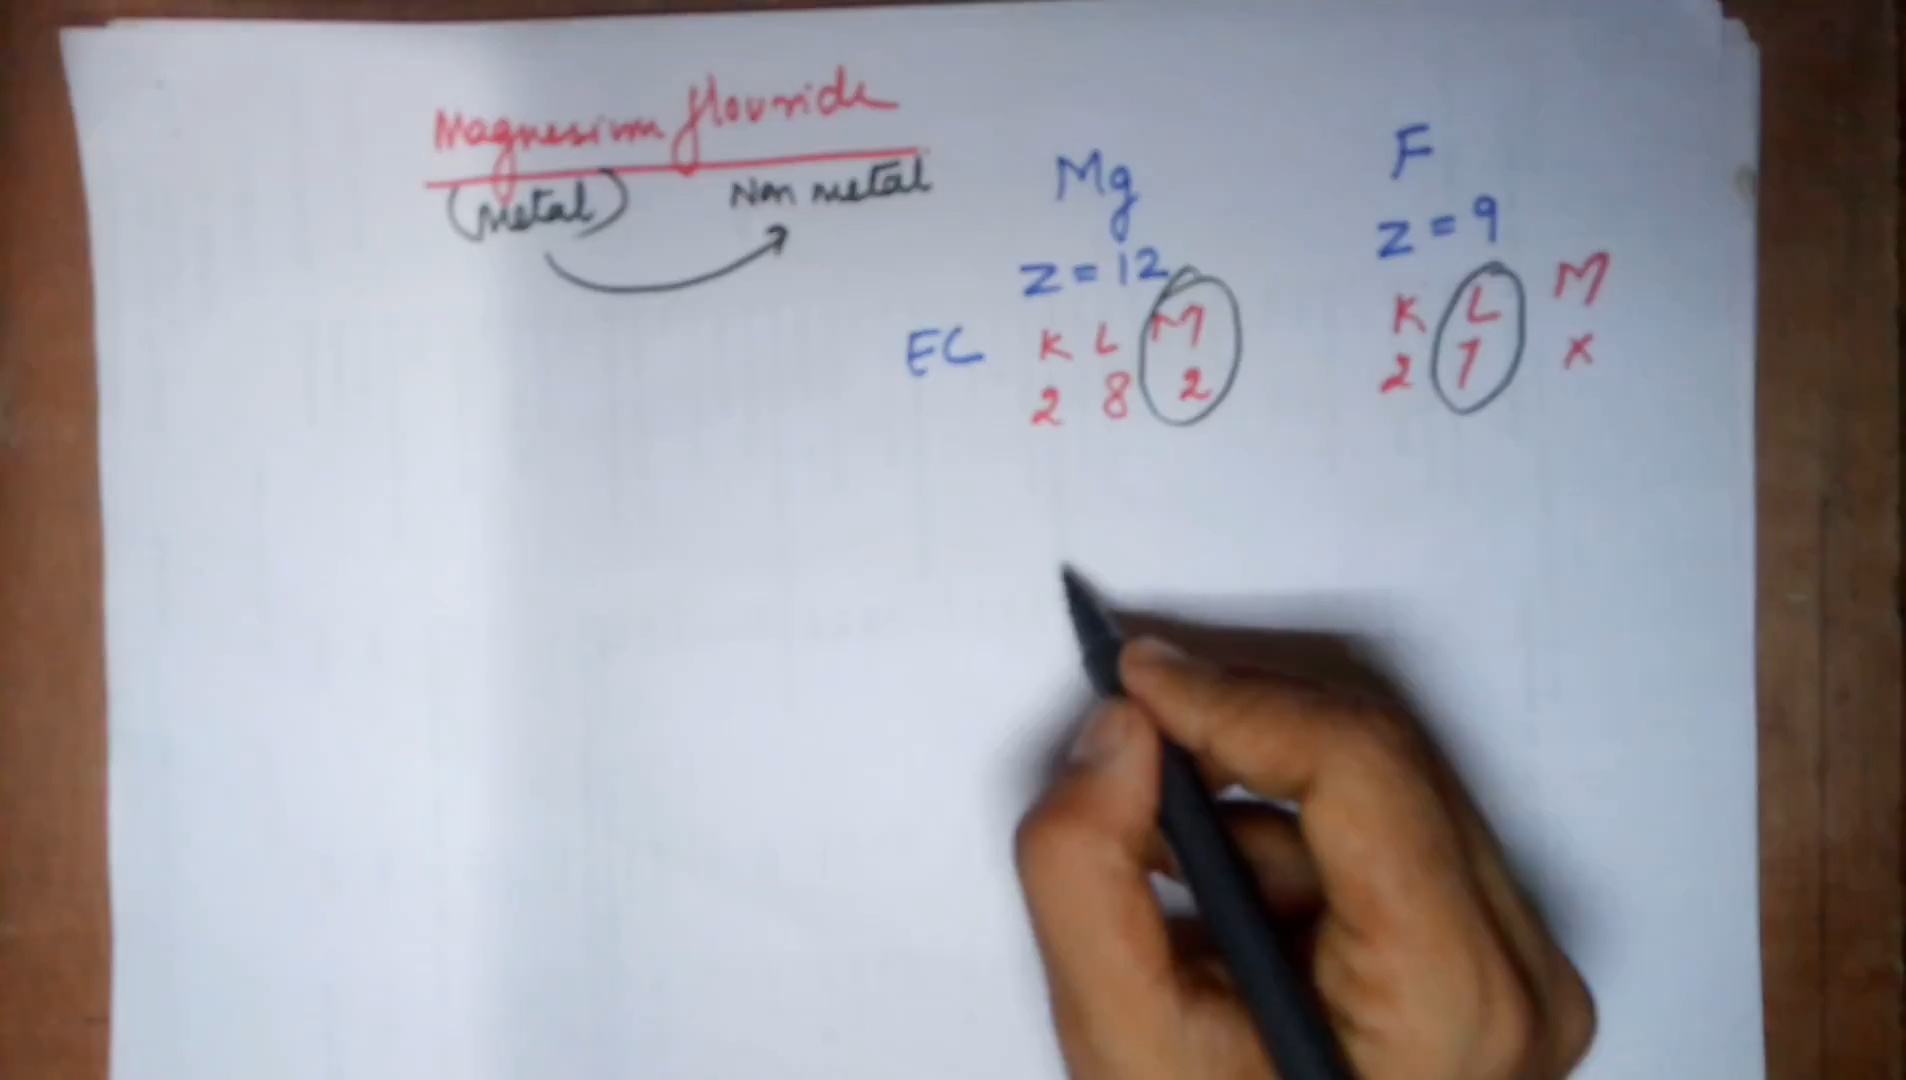 Magnesium flouride
(Metal) Non metal
Mg
Z = 12
EC K L M
2 8 2
F
Z = 9
K L M
2 7 x